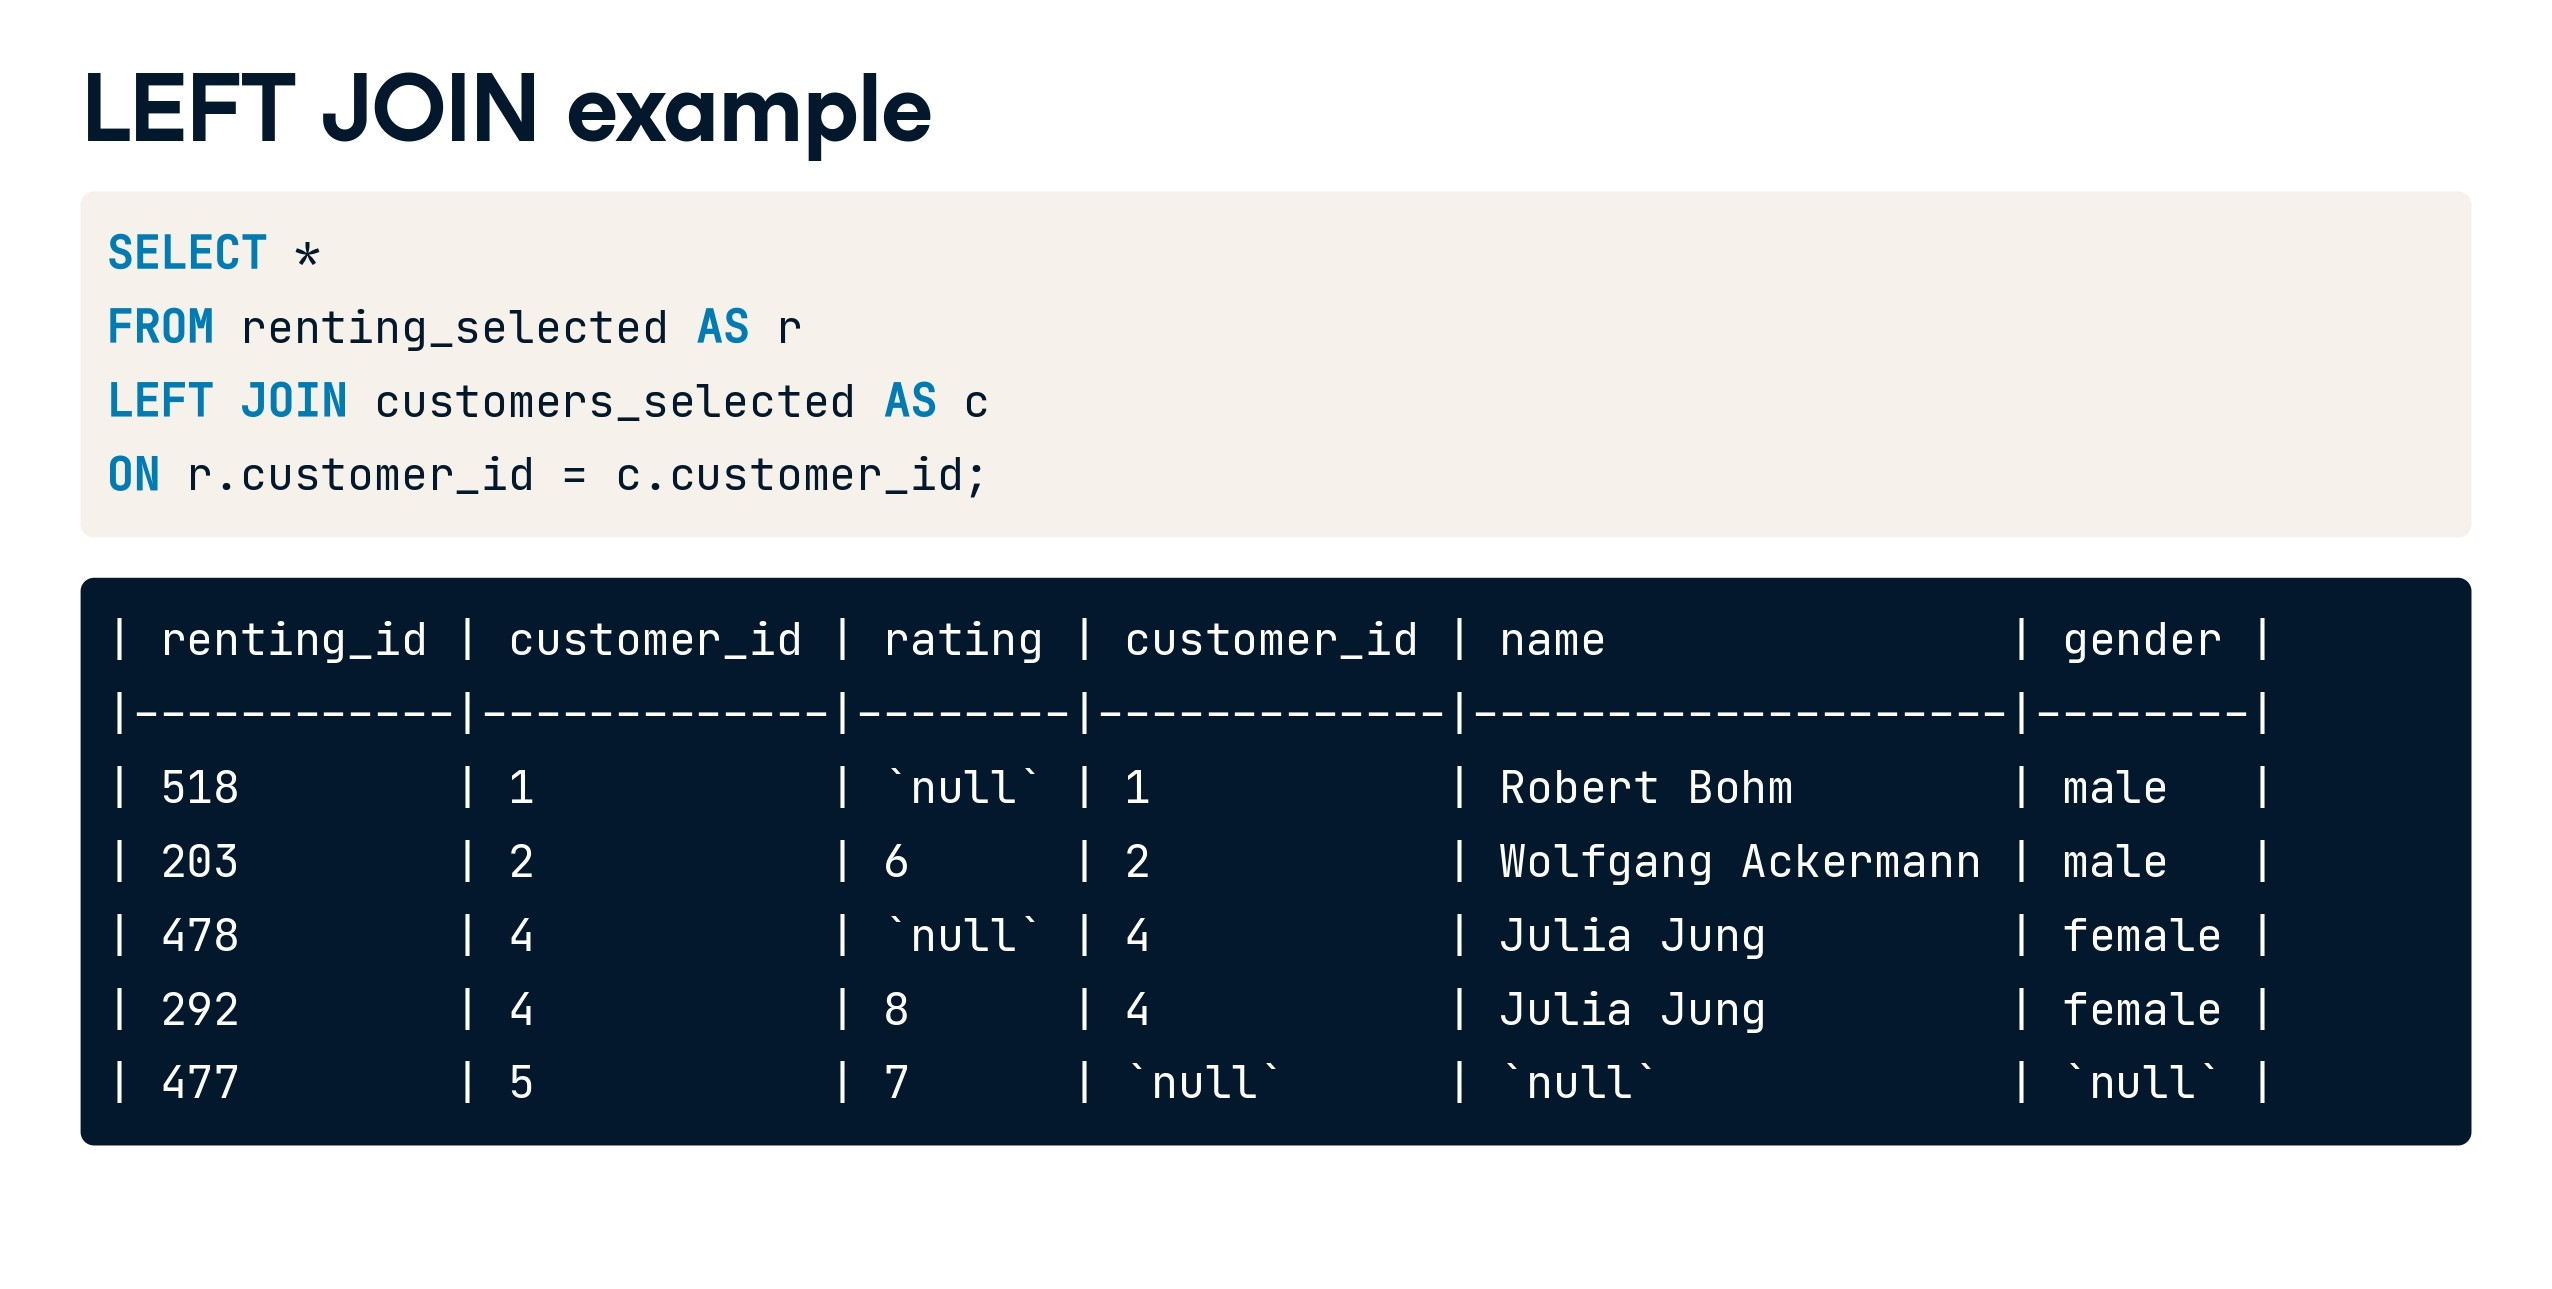 LEFT JOIN example
SELECT *
FROM renting_selected AS r
LEFT JOIN customers_selected AS c
ON r.customer_id = c.customer_id;
| renting_id | customer_id | rating | customer_id | name               | gender |
|------------|-------------|--------|-------------|--------------------|--------|
| 518        | 1           | `null` | 1           | Robert Bohm        | male   |
| 203        | 2           | 6      | 2           | Wolfgang Ackermann | male   |
| 478        | 4           | `null` | 4           | Julia Jung         | female |
| 292        | 4           | 8      | 4           | Julia Jung         | female |
| 477        | 5           | 7      | `null`      | `null`             | `null` |